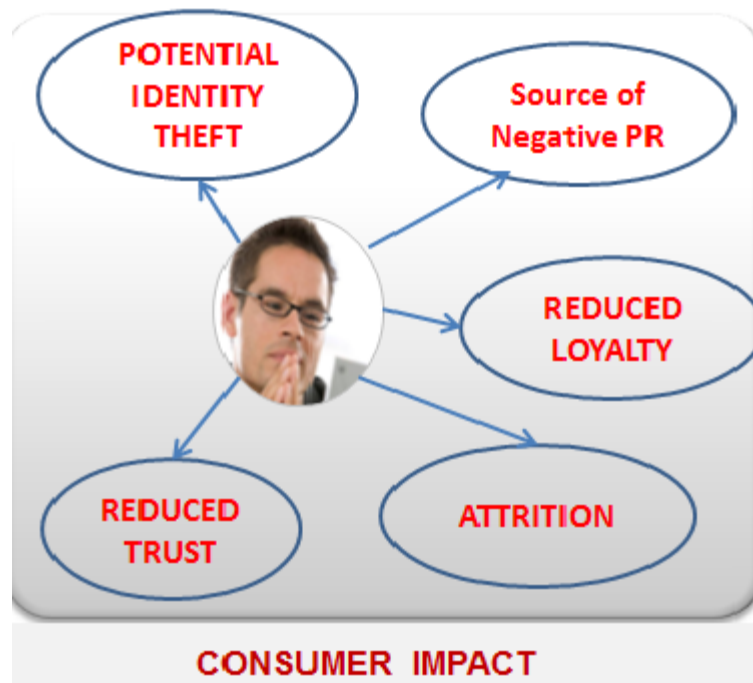 POTENTIAL
IDENTITY
THEFT
Source of
Negative PR
REDUCED
LOYALTY
REDUCED
TRUST
ATTRITION
CONSUMER IMPACT